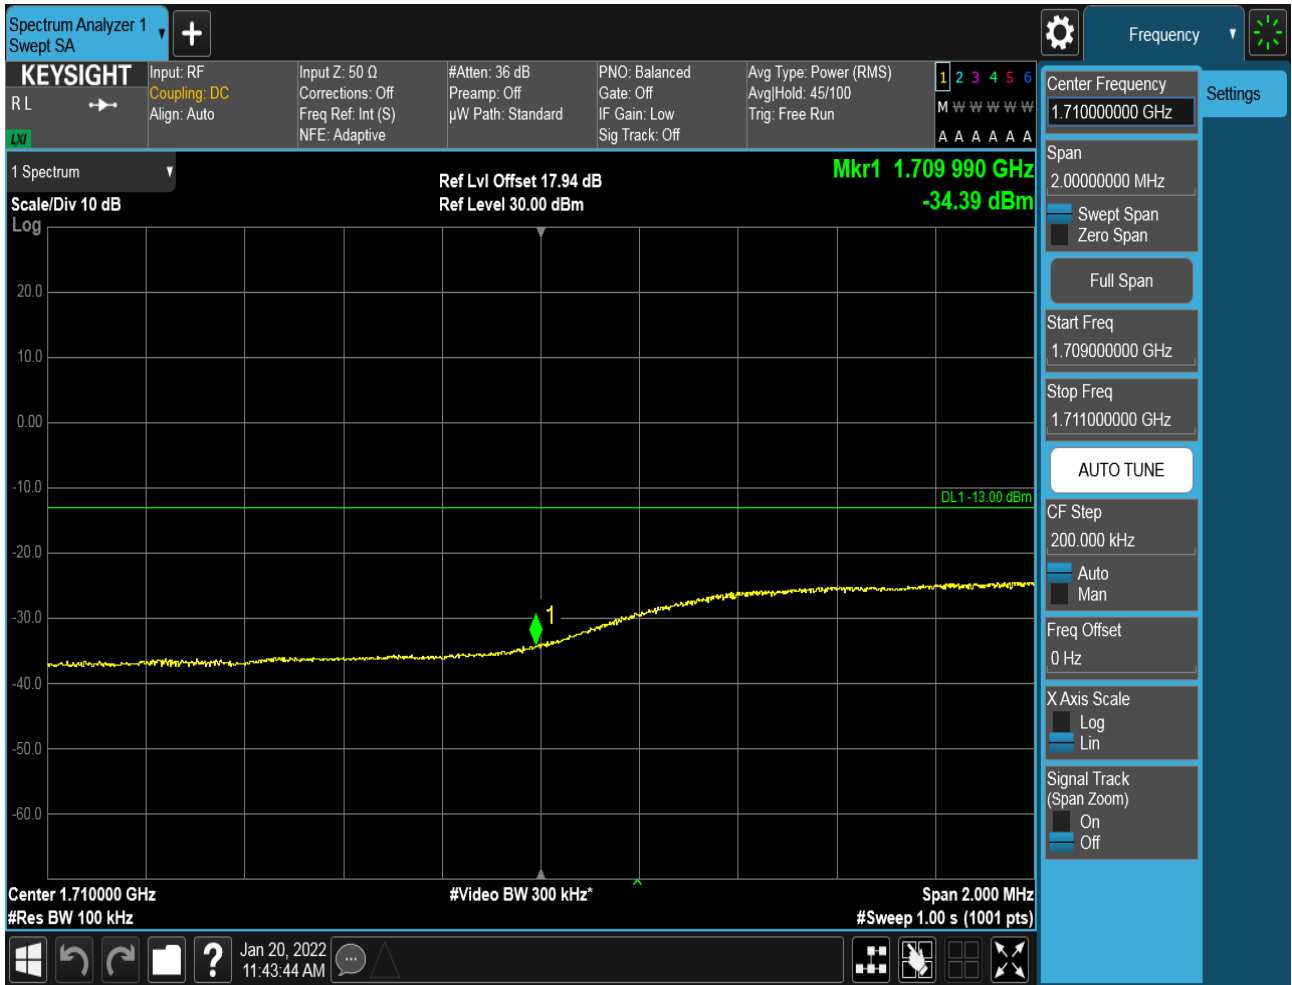 Spectrum Analyzer 1
Swept SA
Frequency
KEYSIGHT
R L
LXI
Input: RF
Coupling: DC
Align: Auto
Input Z: 50 Ω
Corrections: Off
Freq Ref: Int (S)
NFE: Adaptive
#Atten: 36 dB
Preamp: Off
µW Path: Standard
PNO: Balanced
Gate: Off
IF Gain: Low
Sig Track: Off
Avg Type: Power (RMS)
Avg|Hold: 45/100
Trig: Free Run
1 2 3 4 5 6
M W W W W W
A A A A A A
1 Spectrum
Scale/Div 10 dB
Log
Ref Lvl Offset 17.94 dB
Ref Level 30.00 dBm
Mkr1 1.709 990 GHz
-34.39 dBm
20.0
10.0
0.00
-10.0
-20.0
-30.0
-40.0
-50.0
-60.0
DL1 -13.00 dBm
1
Center 1.710000 GHz
#Res BW 100 kHz
#Video BW 300 kHz*
Span 2.000 MHz
#Sweep 1.00 s (1001 pts)
Jan 20, 2022
11:43:44 AM
Center Frequency
1.710000000 GHz
Settings
Span
2.00000000 MHz
Swept Span
Zero Span
Full Span
Start Freq
1.709000000 GHz
Stop Freq
1.711000000 GHz
AUTO TUNE
CF Step
200.000 kHz
Auto
Man
Freq Offset
0 Hz
X Axis Scale
Log
Lin
Signal Track
(Span Zoom)
On
Off